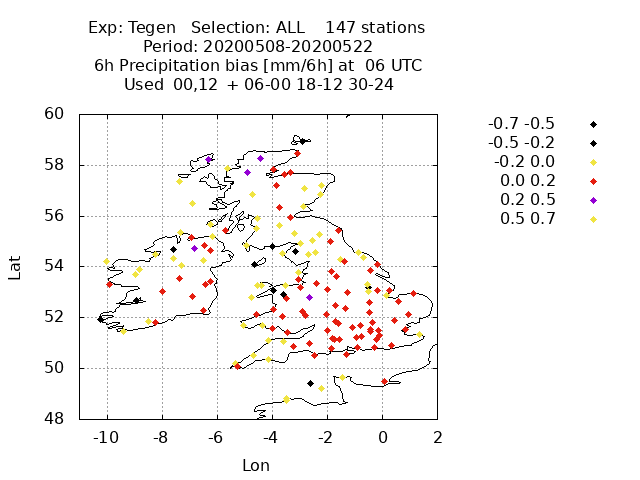 Exp: Tegen Selection: ALL 147 stations
Period: 20200508-20200522
6h Precipitation bias [mm/6h] at 06 UTC
Used 00,12 + 06-00 18-12 30-24
60
58
56
54
52
50
48
-10 -8 -6 -4 -2 0 2
Lat
Lon
-0.7 -0.5
-0.5 -0.2
-0.2 0.0
0.0 0.2
0.2 0.5
0.5 0.7